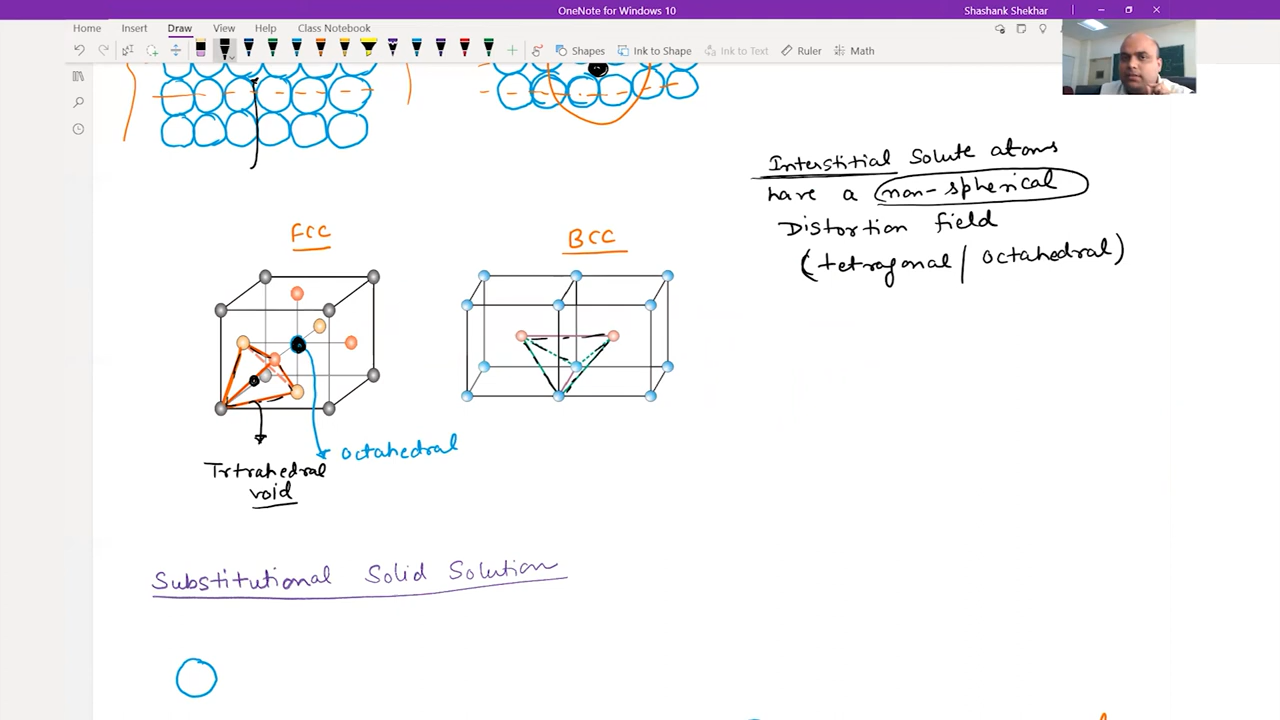 OneNote for Windows 10
Shashank Shekhar
Home Insert Draw View Help Class Notebook
Shapes Ink to Shape Ink to Text Ruler Math
Interstitial Solute atoms
have a non-spherical
Distortion field
(tetragonal / octahedral)
FCC
BCC
octahedral
Trtrahedral
void
Substitutional Solid Solution